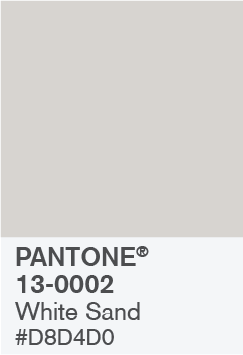 PANTONE®
13-0002
White Sand
#D8D4D0